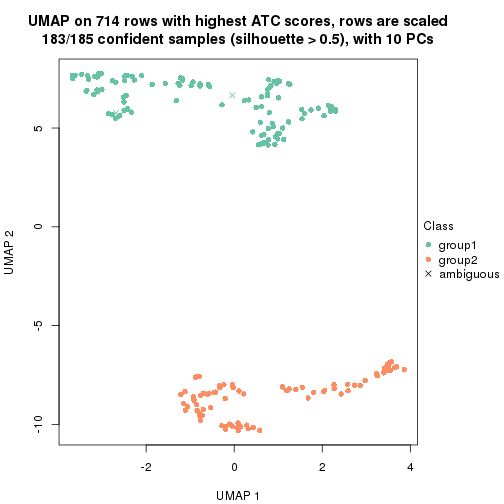 UMAP on 714 rows with highest ATC scores, rows are scaled
183/185 confident samples (silhouette > 0.5), with 10 PCs
5
0
-5
-10
UMAP 2
-2
0
2
4
UMAP 1
Class
group1
group2
ambiguous